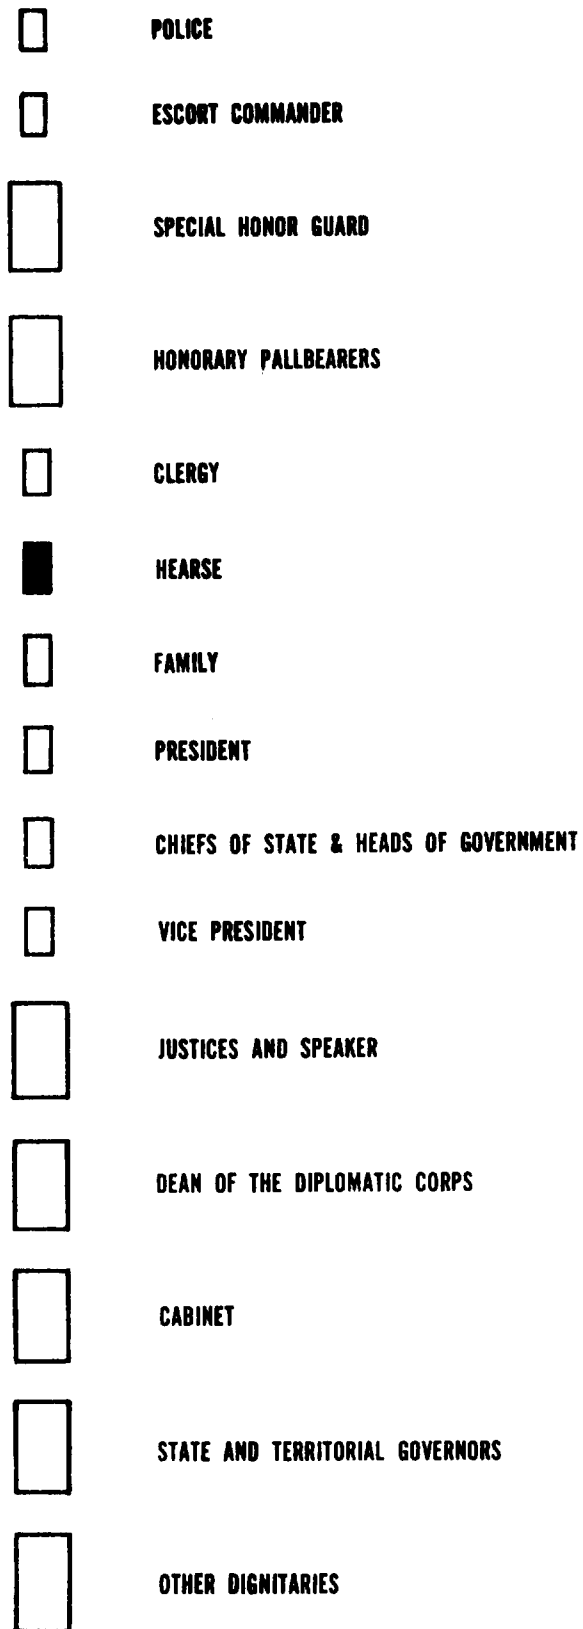 POLICE
ESCORT COMMANDER
SPECIAL HONOR GUARD
HONORARY PALLBEARERS
CLERGY
HEARSE
FAMILY
PRESIDENT
CHIEFS OF STATE & HEADS OF GOVERNMENT
VICE PRESIDENT
JUSTICES AND SPEAKER
DEAN OF THE DIPLOMATIC CORPS
CABINET
STATE AND TERRITORIAL GOVERNORS
OTHER DIGNITARIES